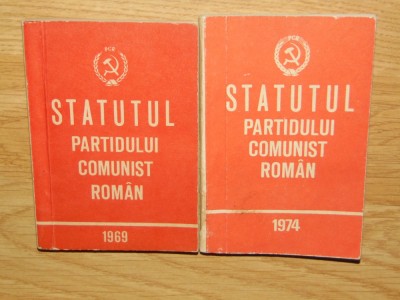 PCR
STATUTUL
PARTIDULUI
COMUNIST
ROMÂN
1969
PCR
STATUTUL
PARTIDULUI
COMUNIST
ROMÂN
1974